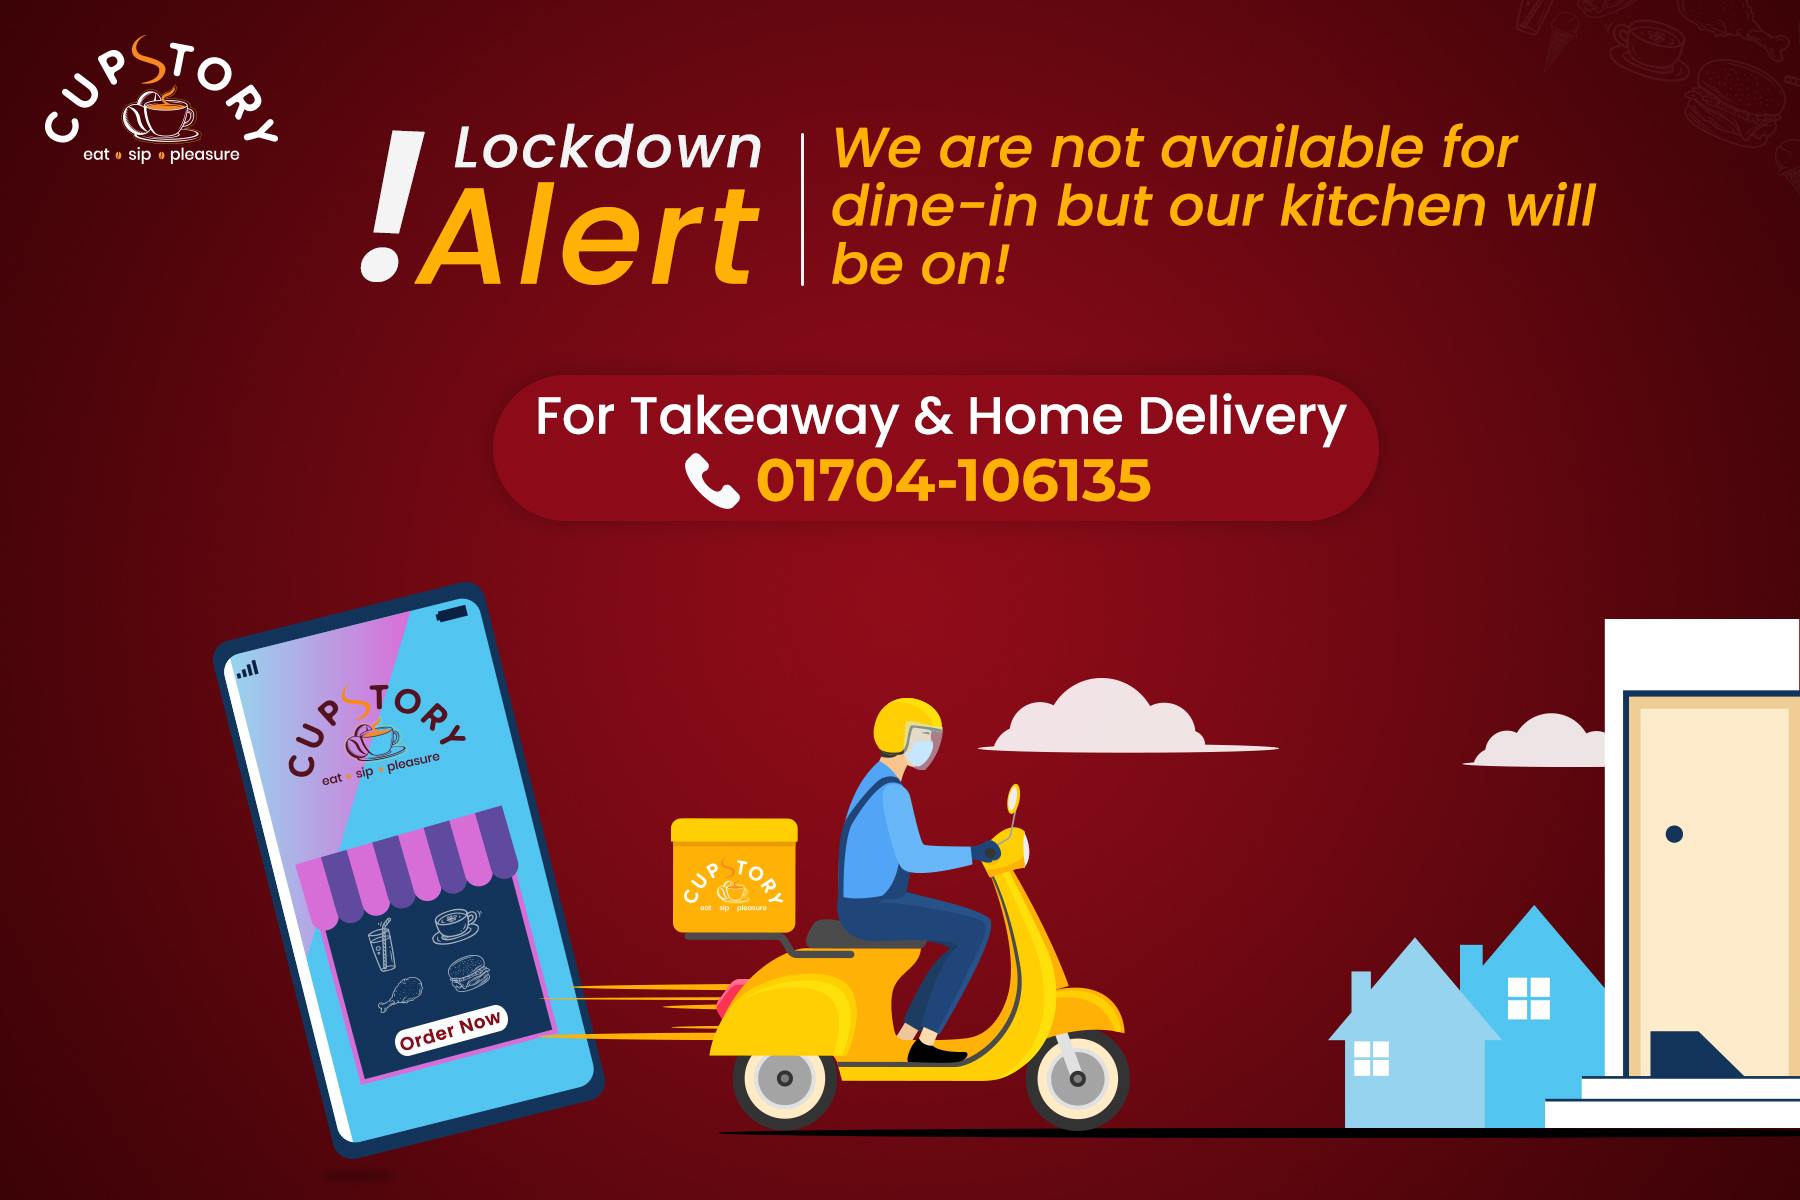 CUPSTORY
eat • sip • pleasure
! Lockdown
Alert
We are not available for
dine-in but our kitchen will
be on!
For Takeaway & Home Delivery
01704-106135
CUPSTORY
eat • sip • pleasure
Order Now
CUPSTORY
eat sip pleasure